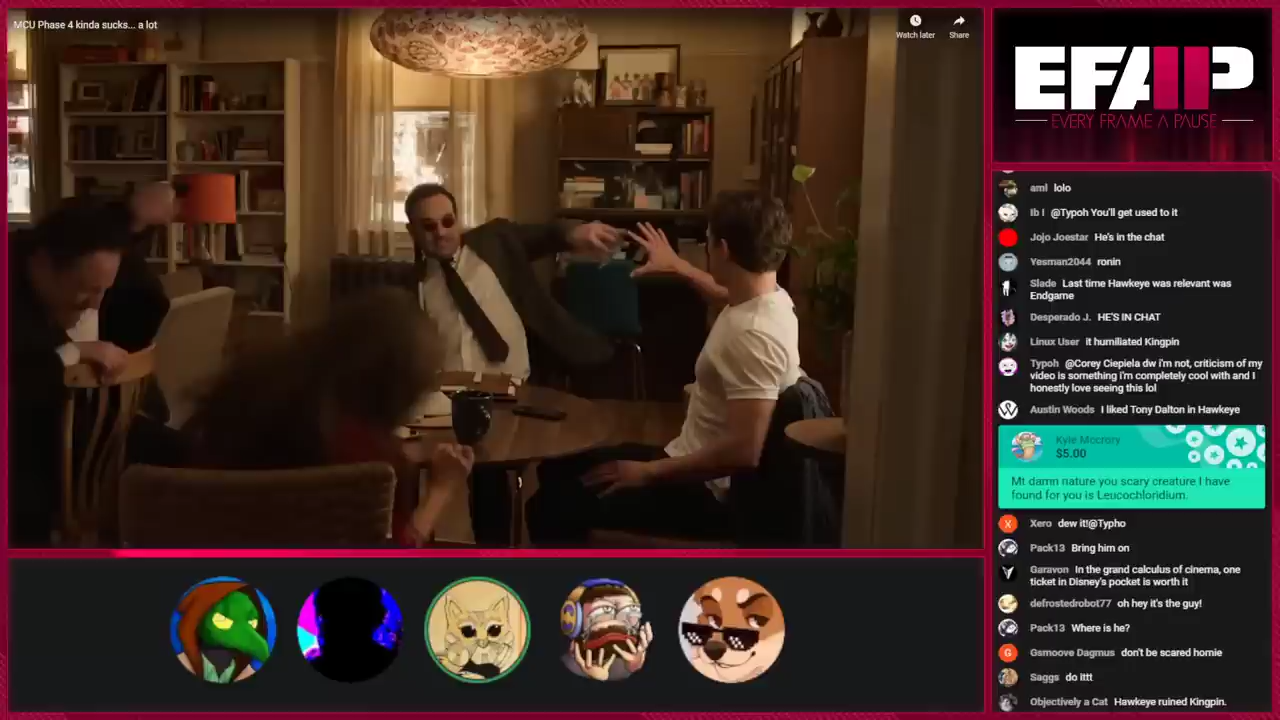 MCU Phase 4 kinda sucks... a lot
Watch later
Share
EFAP
EVERY FRAME A PAUSE
aml lolo
Ib I @Typoh You'll get used to it
Jojo Joestar He's in the chat
Yesman2044 ronin
Slade Last time Hawkeye was relevant was
Endgame
Desperado J. HE'S IN CHAT
Linux User it humiliated Kingpin
Typoh @Corey Ciepiela dw i'm not, criticism of my
video is something i'm completely cool with and I
honestly love seeing this lol
Austin Woods I liked Tony Dalton in Hawkeye
Kyle Mccrory
$5.00
Mt damn nature you scary creature I have
found for you is Leucochloridium.
X
Xero dew it!@Typho
Pack13 Bring him on
Garavon In the grand calculus of cinema, one
ticket in Disney's pocket is worth it
defrostedrobot77 oh hey it's the guy!
Pack13 Where is he?
G
Gsmoove Dagmus don't be scared homie
Saggs do ittt
Objectively a Cat Hawkeye ruined Kingpin.